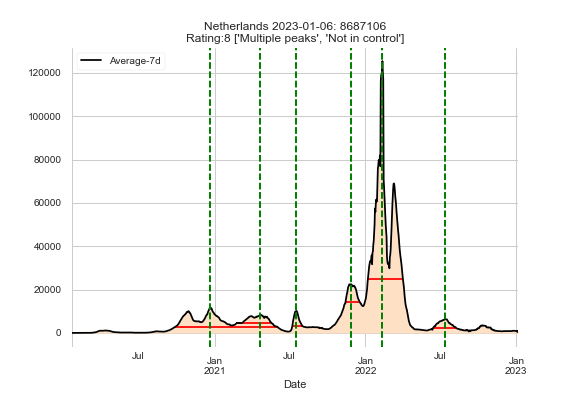 Netherlands 2023-01-06: 8687106
Rating:8 ['Multiple peaks', 'Not in control']
Average-7d
120000
100000
80000
60000
40000
20000
0
Jul
Jan
2021
Jul
Jan
2022
Jul
Jan
2023
Date